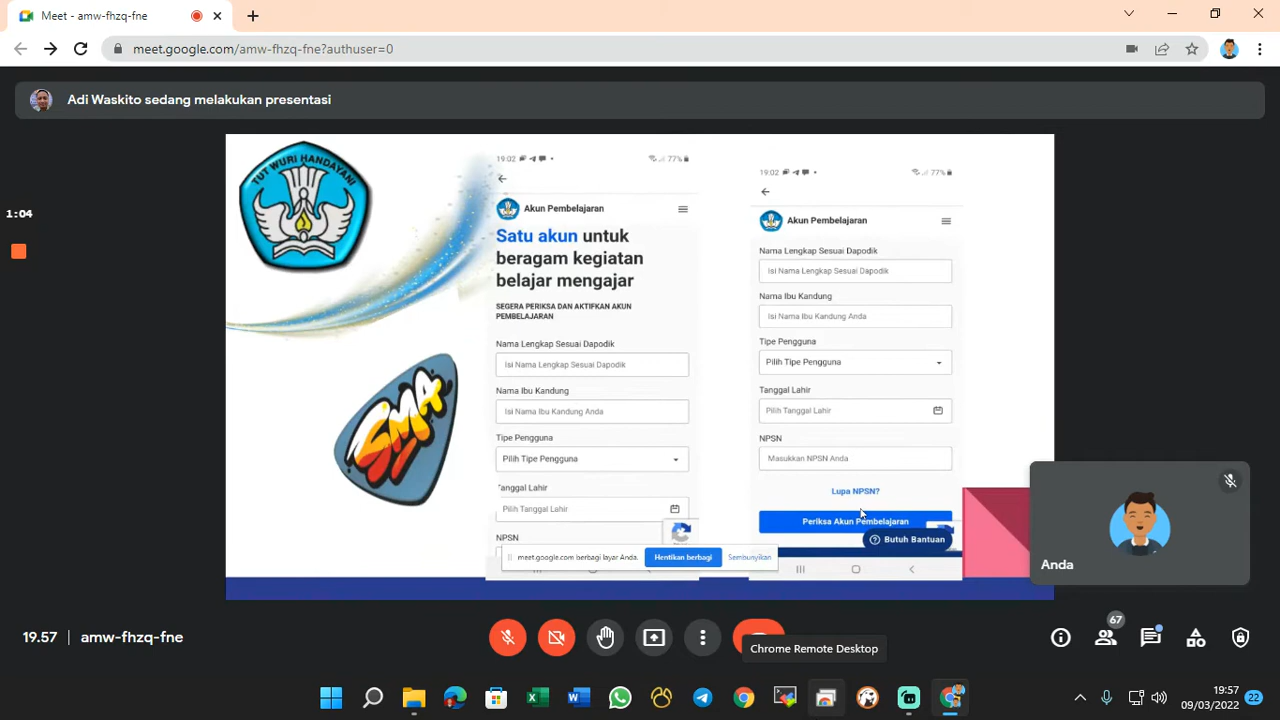 Meet - amw-fhzq-fne
meet.google.com/amw-fhzq-fne?authuser=0
Adi Waskito sedang melakukan presentasi
1:04
TUT WURI HANDAYANI
19:02
77%
Akun Pembelajaran
Satu akun untuk
beragam kegiatan
belajar mengajar
SEGERA PERIKSA DAN AKTIFKAN AKUN
PEMBELAJARAN
Nama Lengkap Sesuai Dapodik
Isi Nama Lengkap Sesuai Dapodik
Nama Ibu Kandung
Isi Nama Ibu Kandung Anda
Tipe Pengguna
Pilih Tipe Pengguna
Tanggal Lahir
Pilih Tanggal Lahir
NPSN
meet.google.com berbagi layar Anda.
Hentikan berbagi
Sembunyikan
19:02
77%
Akun Pembelajaran
Nama Lengkap Sesuai Dapodik
Isi Nama Lengkap Sesuai Dapodik
Nama Ibu Kandung
Isi Nama Ibu Kandung Anda
Tipe Pengguna
Pilih Tipe Pengguna
Tanggal Lahir
Pilih Tanggal Lahir
NPSN
Masukkan NPSN Anda
Lupa NPSN?
Periksa Akun Pembelajaran
Butuh Bantuan
Anda
19.57 | amw-fhzq-fne
Chrome Remote Desktop
67
19:57
09/03/2022
22